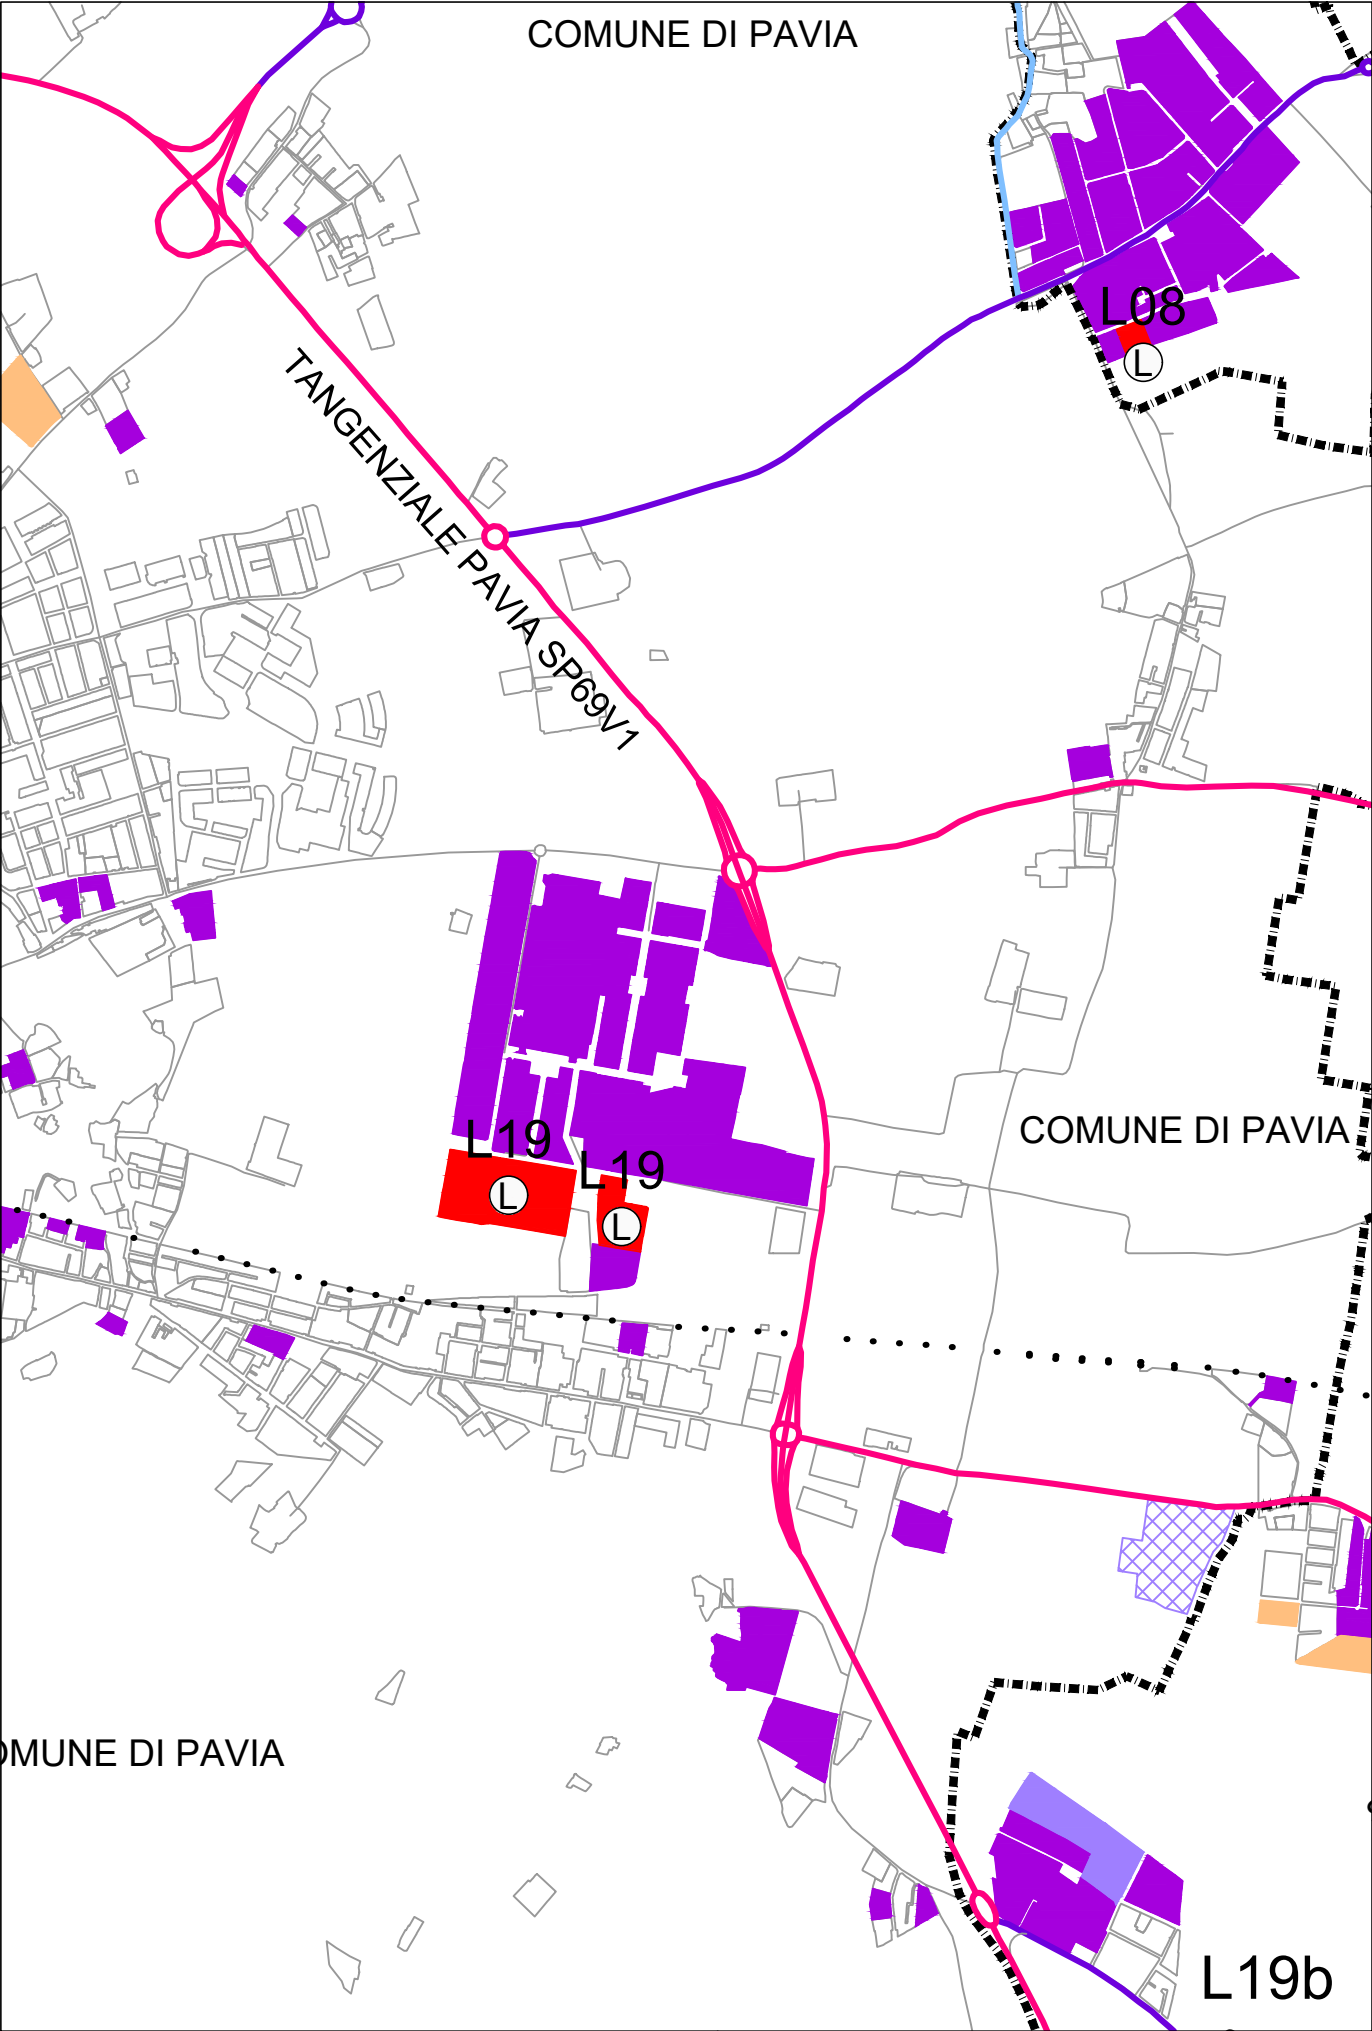 COMUNE DI PAVIA
L08
L
TANGENZIALE PAVIA SP69V1
COMUNE DI PAVIA
L19
L19
L
L
OMUNE DI PAVIA
L19b